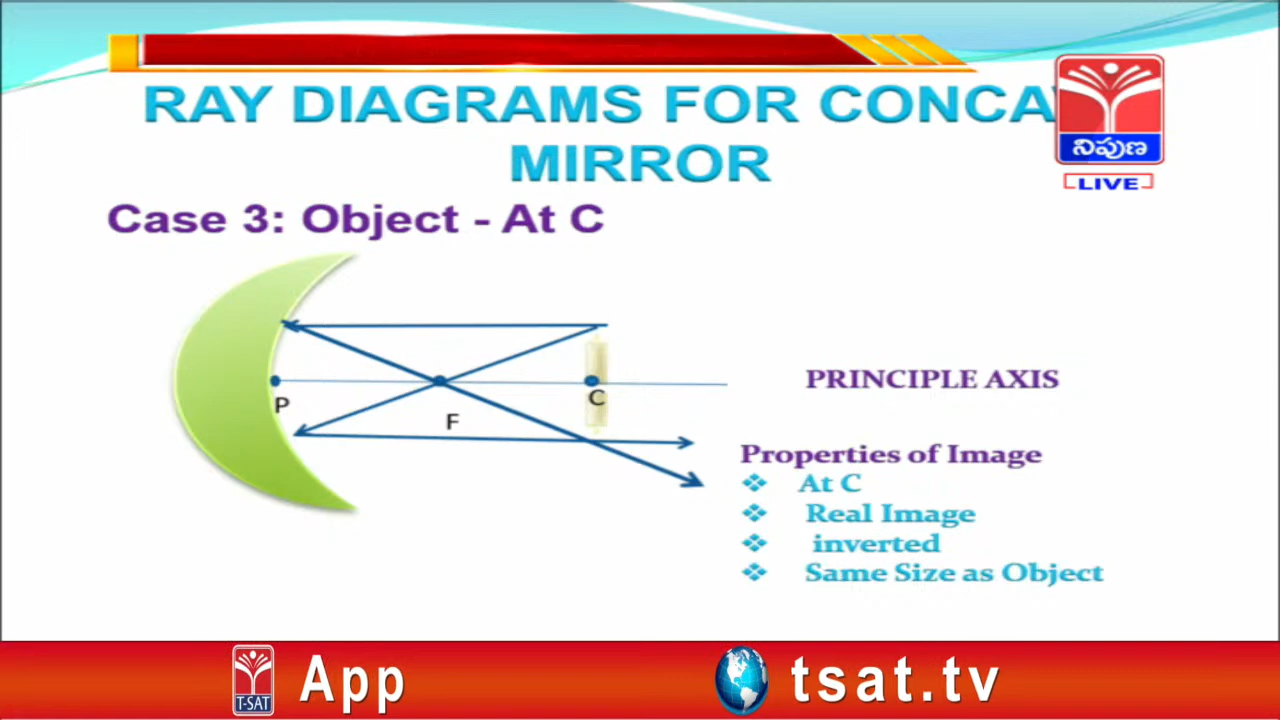 RAY DIAGRAMS FOR CONCA
MIRROR
నిపుణ
LIVE
Case 3: Object - At C
P
F
C
PRINCIPLE AXIS
Properties of Image
At C
Real Image
inverted
Same Size as Object
T-SAT
App
tsat.tv